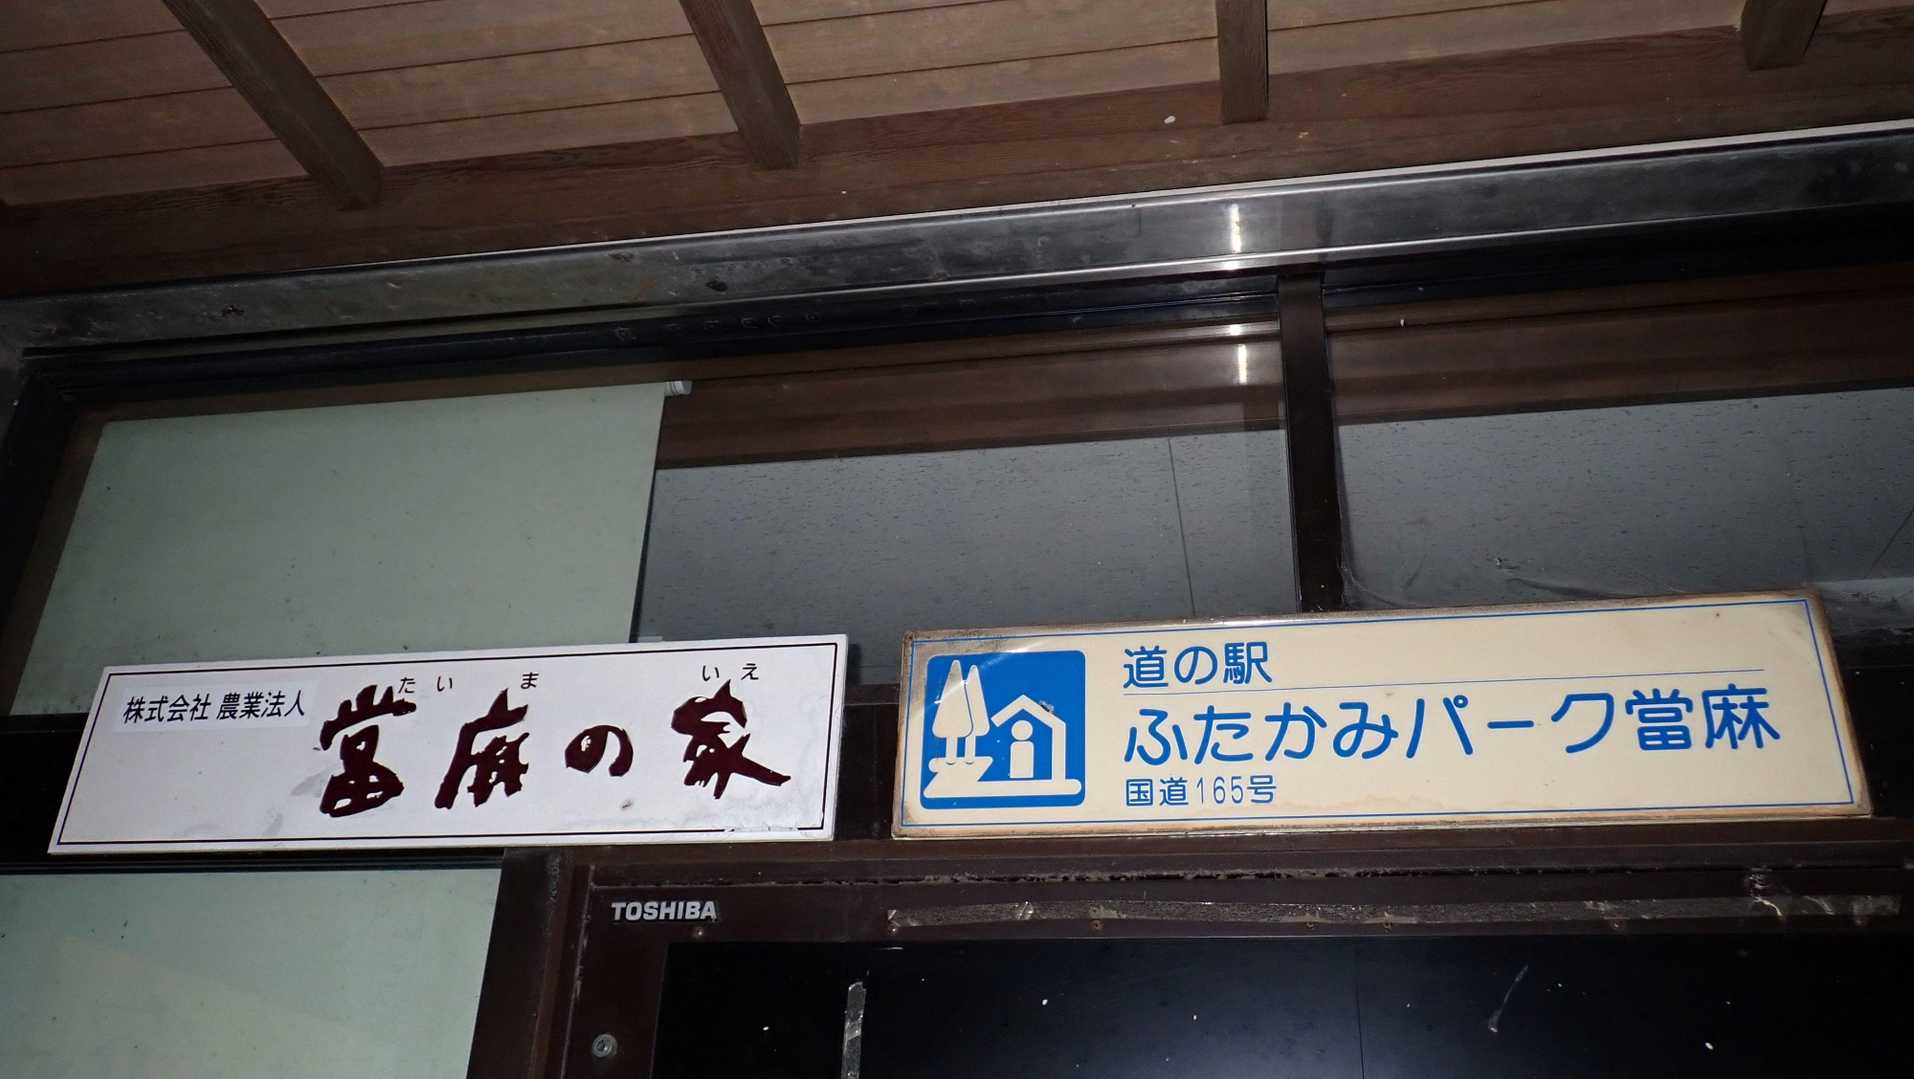 株式会社 農業法人
たいま いえ
當麻の家
道の駅
ふたかみパーク當麻
国道165号
TOSHIBA